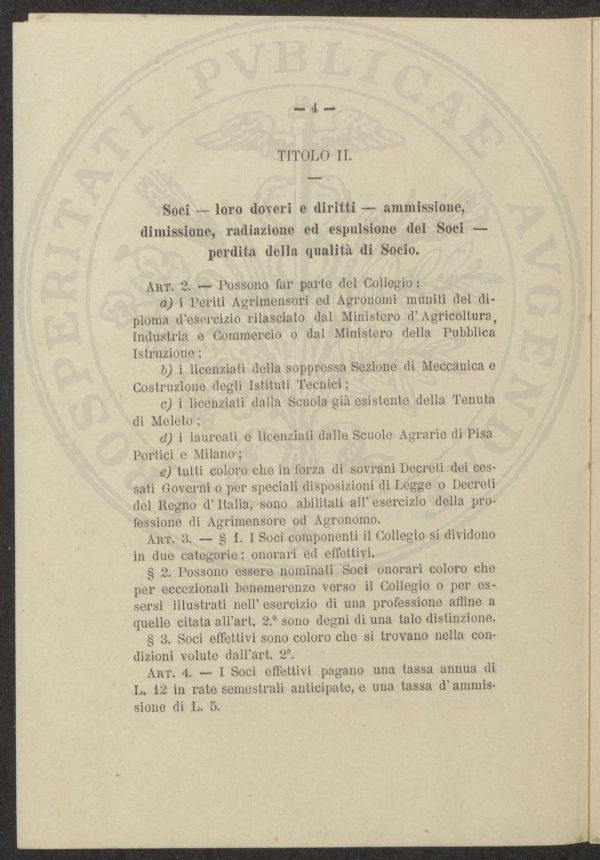 PROSPERITATI PVBLICAE AVGENDAE
— 4 —
TITOLO II.
Soci — loro doveri e diritti — ammissione,
dimissione, radiazione ed espulsione dei Soci —
perdita della qualità di Socio.
ART. 2. — Possono far parte del Collegio :
a) i Periti Agrimensori ed Agronomi muniti del di-
ploma d'esercizio rilasciato dal Ministero d' Agricoltura,
Industria e Commercio o dal Ministero della Pubblica
Istruzione ;
b) i licenziati della soppressa Sezione di Meccanica e
Costruzione degli Istituti Tecnici ;
c) i licenziati dalla Scuola già esistente della Tenuta
di Meleto ;
d) i laureati e licenziati dalle Scuole Agrarie di Pisa
Portici e Milano ;
e) tutti coloro che in forza di sovrani Decreti dei ces-
sati Governi o per speciali disposizioni di Legge o Decreti
del Regno d' Italia, sono abilitati all' esercizio della pro-
fessione di Agrimensore od Agronomo.
ART. 3. — § 1. I Soci componenti il Collegio si dividono
in due categorie : onorari ed effettivi.
§ 2. Possono essere nominati Soci onorari coloro che
per eccezionali benemerenze verso il Collegio o per es-
sersi illustrati nell' esercizio di una professione affine a
quelle citata all'art. 2.º sono degni di una tale distinzione.
§ 3. Soci effettivi sono coloro che si trovano nella con-
dizioni volute dall'art. 2º.
ART. 4. — I Soci effettivi pagano una tassa annua di
L. 12 in rate semestrali anticipate, e una tassa d' ammis-
sione di L. 5.